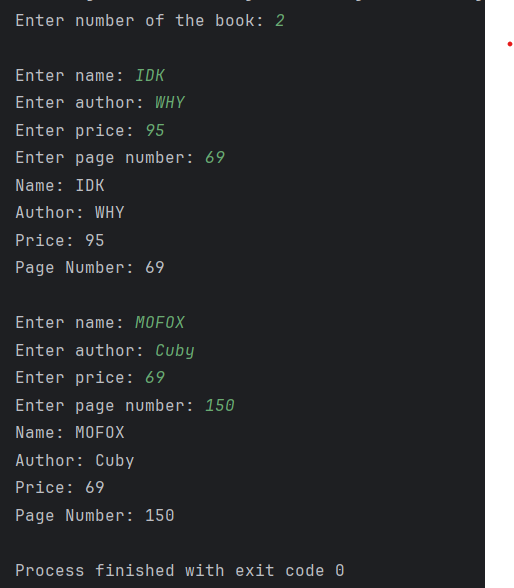 Enter number of the book: 2
Enter name: IDK
Enter author: WHY
Enter price: 95
Enter page number: 69
Name: IDK
Author: WHY
Price: 95
Page Number: 69
Enter name: MOFOX
Enter author: Cuby
Enter price: 69
Enter page number: 150
Name: MOFOX
Author: Cuby
Price: 69
Page Number: 150
Process finished with exit code 0